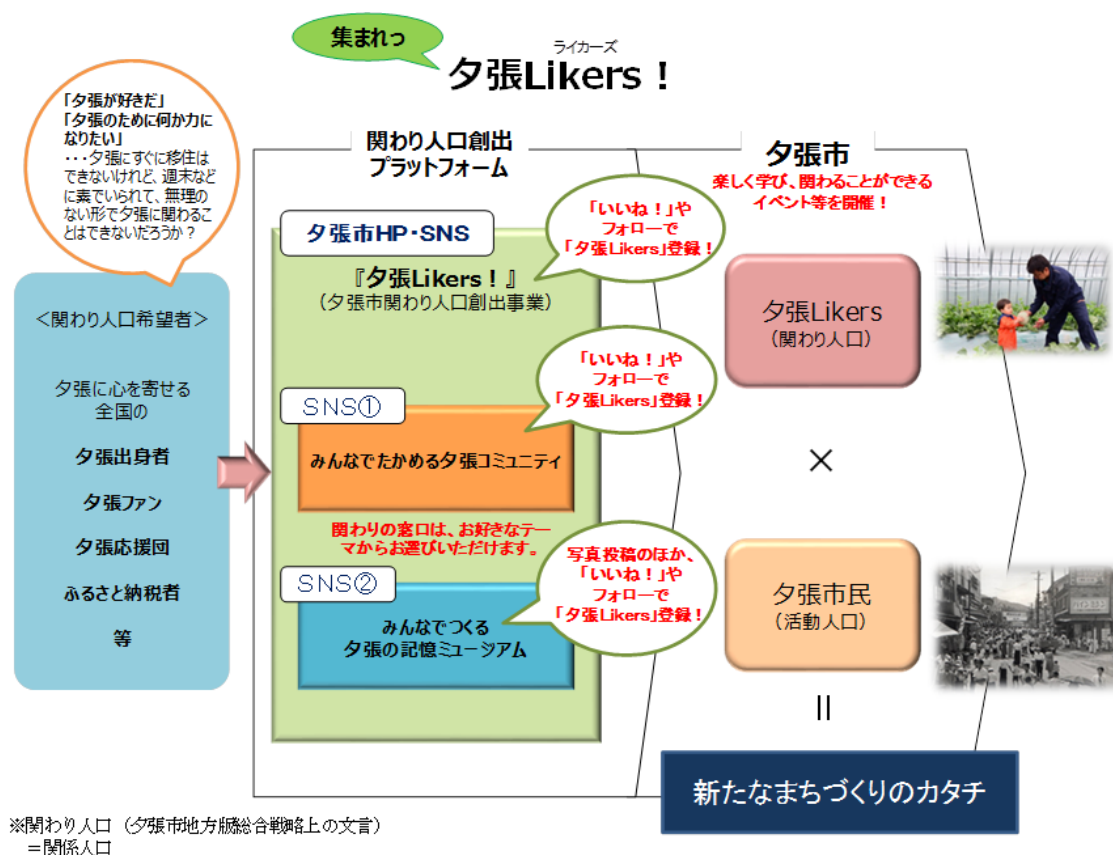 集まれっ
ライカーズ
夕張Likers！
「夕張が好きだ」
「夕張のために何か力に
なりたい」
・・・夕張にすぐに移住は
できないけれど、週末など
に素でいられて、無理の
ない形で夕張に関わるこ
とはできないだろうか？
＜関わり人口希望者＞
夕張に心を寄せる
全国の
夕張出身者
夕張ファン
夕張応援団
ふるさと納税者
等
関わり人口創出
プラットフォーム
夕張市HP・SNS
「いいね！」や
フォローで
「夕張Likers」登録！
『夕張Likers！』
（夕張市関わり人口創出事業）
SNS①
「いいね！」や
フォローで
「夕張Likers」登録！
みんなでたかめる夕張コミュニティ
関わりの窓口は、お好きなテー
マからお選びいただけます。
SNS②
写真投稿のほか、
「いいね！」や
フォローで
「夕張Likers」登録！
みんなでつくる
夕張の記憶ミュージアム
夕張市
楽しく学び、関わることができる
イベント等を開催！
夕張Likers
（関わり人口）
×
夕張市民
（活動人口）
＝
新たなまちづくりのカタチ
※関わり人口（夕張市地方版総合戦略上の文言）
＝関係人口